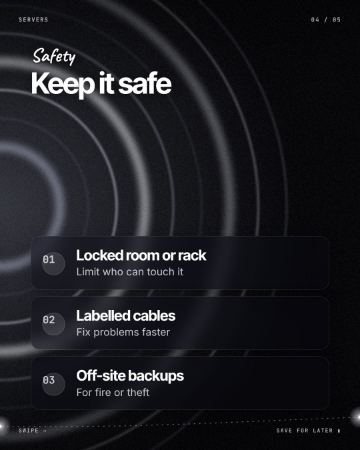 SERVERS
04 / 05
Safety
Keep it safe
01
Locked room or rack
Limit who can touch it
02
Labelled cables
Fix problems faster
03
Off-site backups
For fire or theft
SWIPE →
SAVE FOR LATER